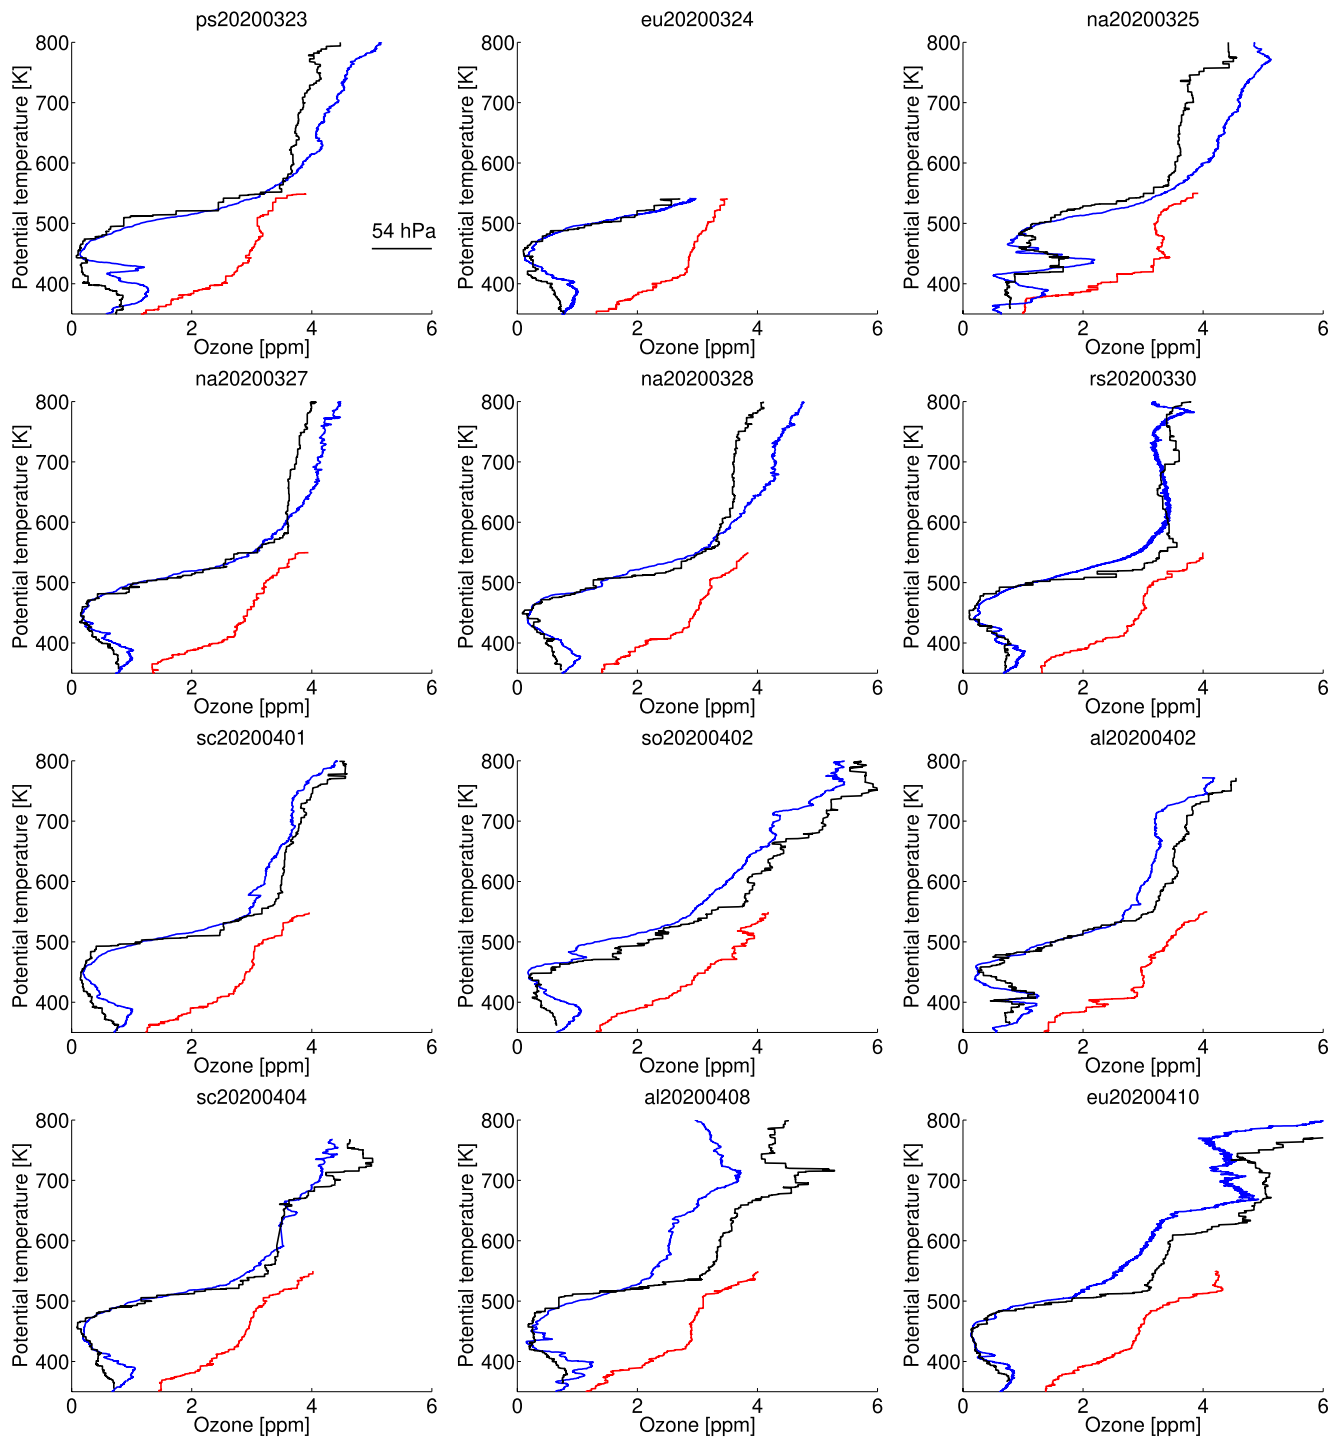 ps20200323
eu20200324
na20200325
800
700
600
500
400
Potential temperature [K]
54 hPa
0 2 4 6
Ozone [ppm]
800
700
600
500
400
Potential temperature [K]
0 2 4 6
Ozone [ppm]
800
700
600
500
400
Potential temperature [K]
0 2 4 6
Ozone [ppm]
na20200327
na20200328
rs20200330
800
700
600
500
400
Potential temperature [K]
0 2 4 6
Ozone [ppm]
800
700
600
500
400
Potential temperature [K]
0 2 4 6
Ozone [ppm]
800
700
600
500
400
Potential temperature [K]
0 2 4 6
Ozone [ppm]
sc20200401
so20200402
al20200402
800
700
600
500
400
Potential temperature [K]
0 2 4 6
Ozone [ppm]
800
700
600
500
400
Potential temperature [K]
0 2 4 6
Ozone [ppm]
800
700
600
500
400
Potential temperature [K]
0 2 4 6
Ozone [ppm]
sc20200404
al20200408
eu20200410
800
700
600
500
400
Potential temperature [K]
0 2 4 6
Ozone [ppm]
800
700
600
500
400
Potential temperature [K]
0 2 4 6
Ozone [ppm]
800
700
600
500
400
Potential temperature [K]
0 2 4 6
Ozone [ppm]